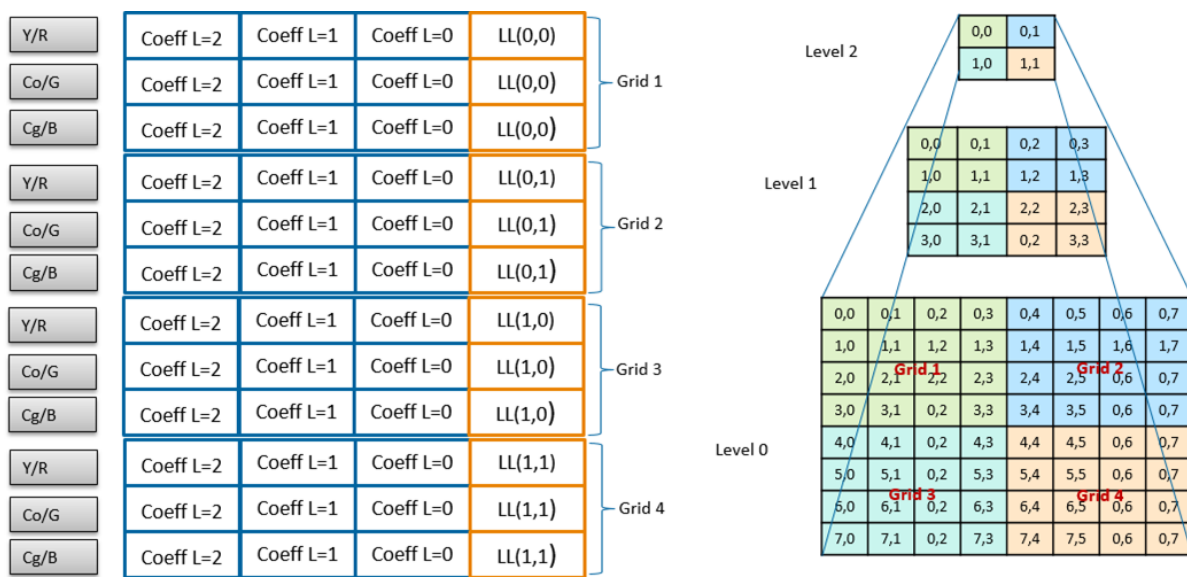 Y/R Coeff L=2 Coeff L=1 Coeff L=0 LL(0,0)
Co/G Coeff L=2 Coeff L=1 Coeff L=0 LL(0,0)
Cg/B Coeff L=2 Coeff L=1 Coeff L=0 LL(0,0)
Grid 1
Y/R Coeff L=2 Coeff L=1 Coeff L=0 LL(0,1)
Co/G Coeff L=2 Coeff L=1 Coeff L=0 LL(0,1)
Cg/B Coeff L=2 Coeff L=1 Coeff L=0 LL(0,1)
Grid 2
Y/R Coeff L=2 Coeff L=1 Coeff L=0 LL(1,0)
Co/G Coeff L=2 Coeff L=1 Coeff L=0 LL(1,0)
Cg/B Coeff L=2 Coeff L=1 Coeff L=0 LL(1,0)
Grid 3
Y/R Coeff L=2 Coeff L=1 Coeff L=0 LL(1,1)
Co/G Coeff L=2 Coeff L=1 Coeff L=0 LL(1,1)
Cg/B Coeff L=2 Coeff L=1 Coeff L=0 LL(1,1)
Grid 4
Level 2
0,0 0,1
1,0 1,1
Level 1
0,0 0,1 0,2 0,3
1,0 1,1 1,2 1,3
2,0 2,1 2,2 2,3
3,0 3,1 0,2 3,3
Level 0
0,0 0,1 0,2 0,3 0,4 0,5 0,6 0,7
1,0 1,1 1,2 1,3 1,4 1,5 1,6 1,7
Grid 1 Grid 2
2,0 2,1 2,2 2,3 2,4 2,5 0,6 0,7
3,0 3,1 0,2 3,3 3,4 3,5 0,6 0,7
4,0 4,1 0,2 4,3 4,4 4,5 0,6 0,7
5,0 5,1 0,2 5,3 5,4 5,5 0,6 0,7
Grid 3 Grid 4
6,0 6,1 0,2 6,3 6,4 6,5 0,6 0,7
7,0 7,1 0,2 7,3 7,4 7,5 0,6 0,7